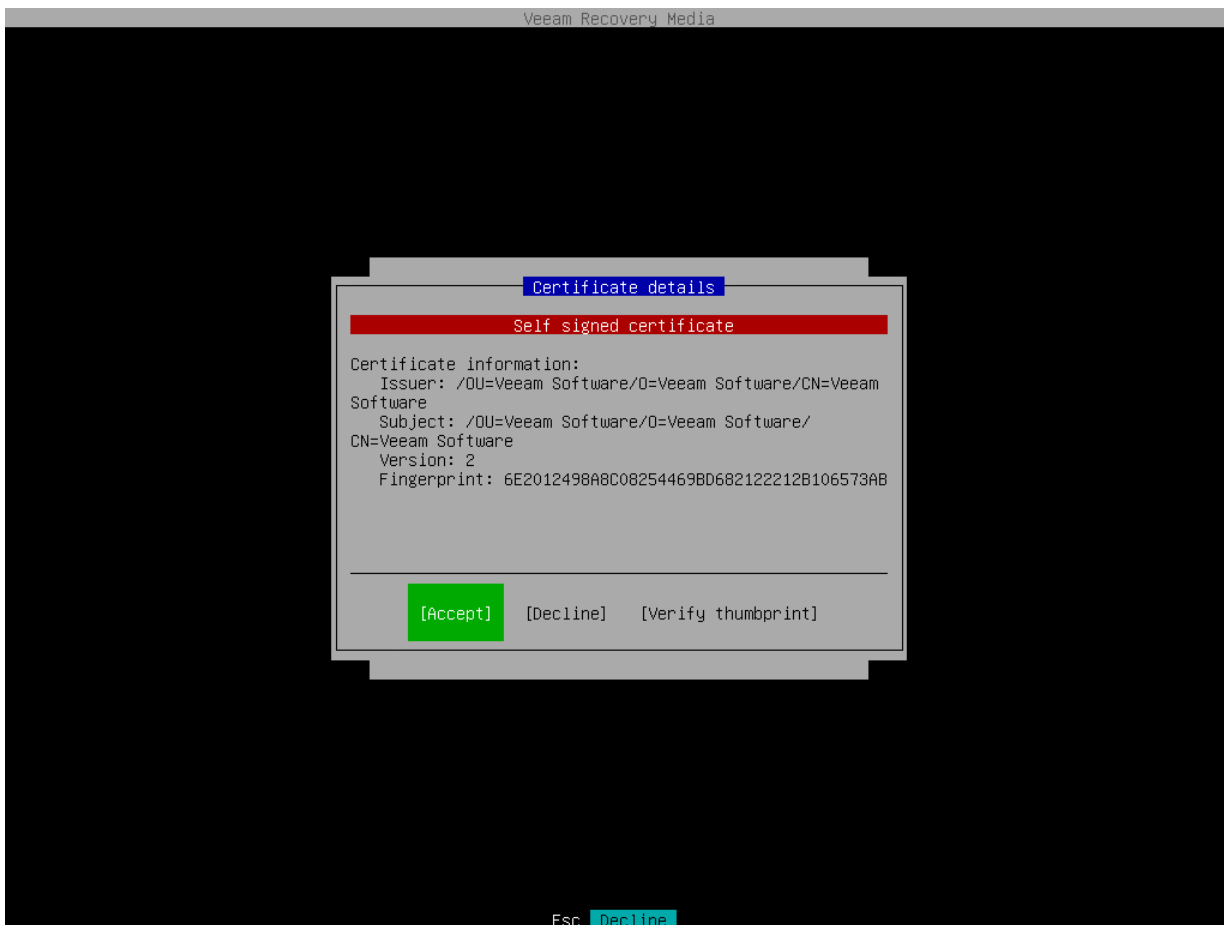 Veeam Recovery Media
Certificate details
Self signed certificate
Certificate information:
Issuer: /OU=Veeam Software/O=Veeam Software/CN=Veeam
Software
Subject: /OU=Veeam Software/O=Veeam Software/
CN=Veeam Software
Version: 2
Fingerprint: 6E2012498A8C08254469BD682122212B106573AB
[Accept] [Decline] [Verify thumbprint]
Esc Decline